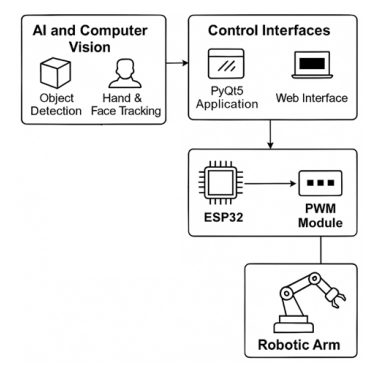 AI and Computer
Vision
Object
Detection
Hand &
Face Tracking
Control Interfaces
PyQt5
Application
Web Interface
ESP32
PWM
Module
Robotic Arm